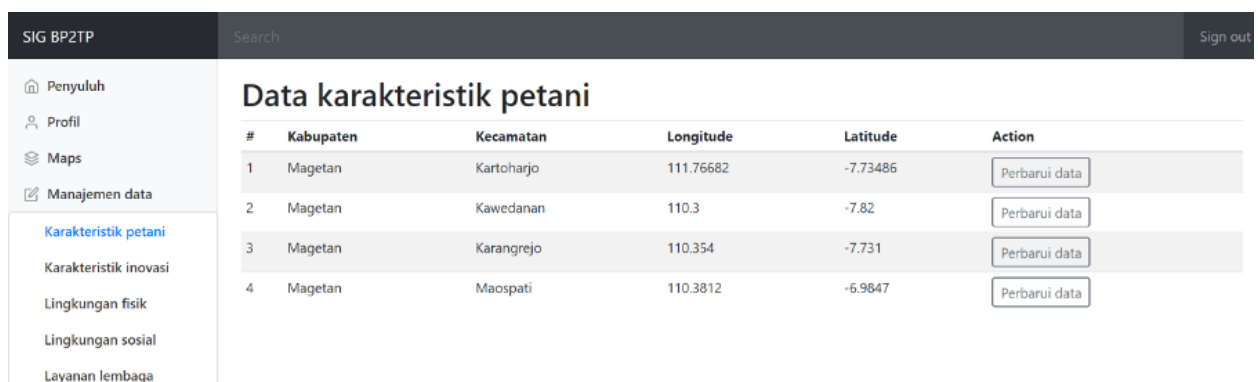 SIG BP2TP
Search
Sign out
Penyuluh
Profil
Maps
Manajemen data
Karakteristik petani
Karakteristik inovasi
Lingkungan fisik
Lingkungan sosial
Layanan lembaga
Data karakteristik petani
# Kabupaten Kecamatan Longitude Latitude Action
1 Magetan Kartoharjo 111.76682 -7.73486 Perbarui data
2 Magetan Kawedanan 110.3 -7.82 Perbarui data
3 Magetan Karangrejo 110.354 -7.731 Perbarui data
4 Magetan Maospati 110.3812 -6.9847 Perbarui data